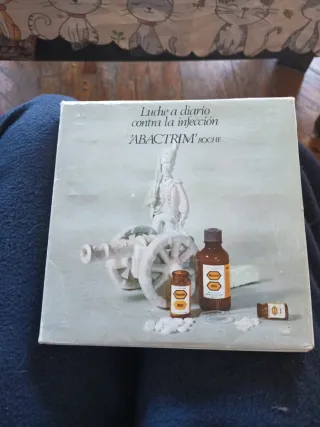 Luche a diario
contra la infección
'ABACTRIM' ROCHE